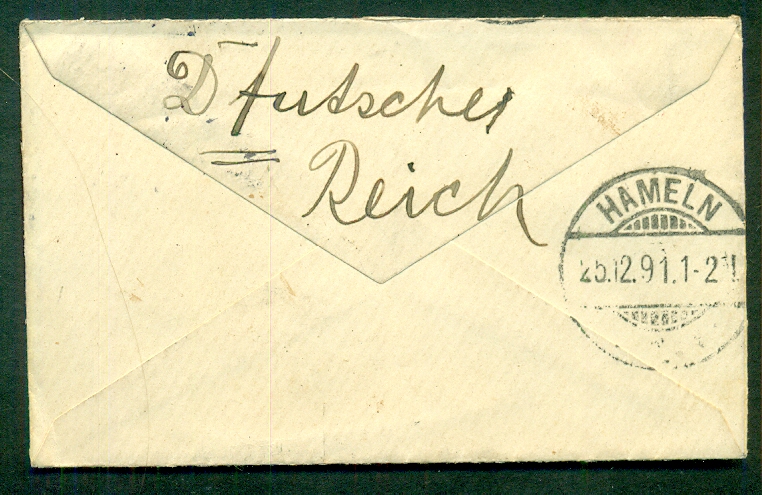 Deutsches
Reich
HAMELN
25.12.91.1-2